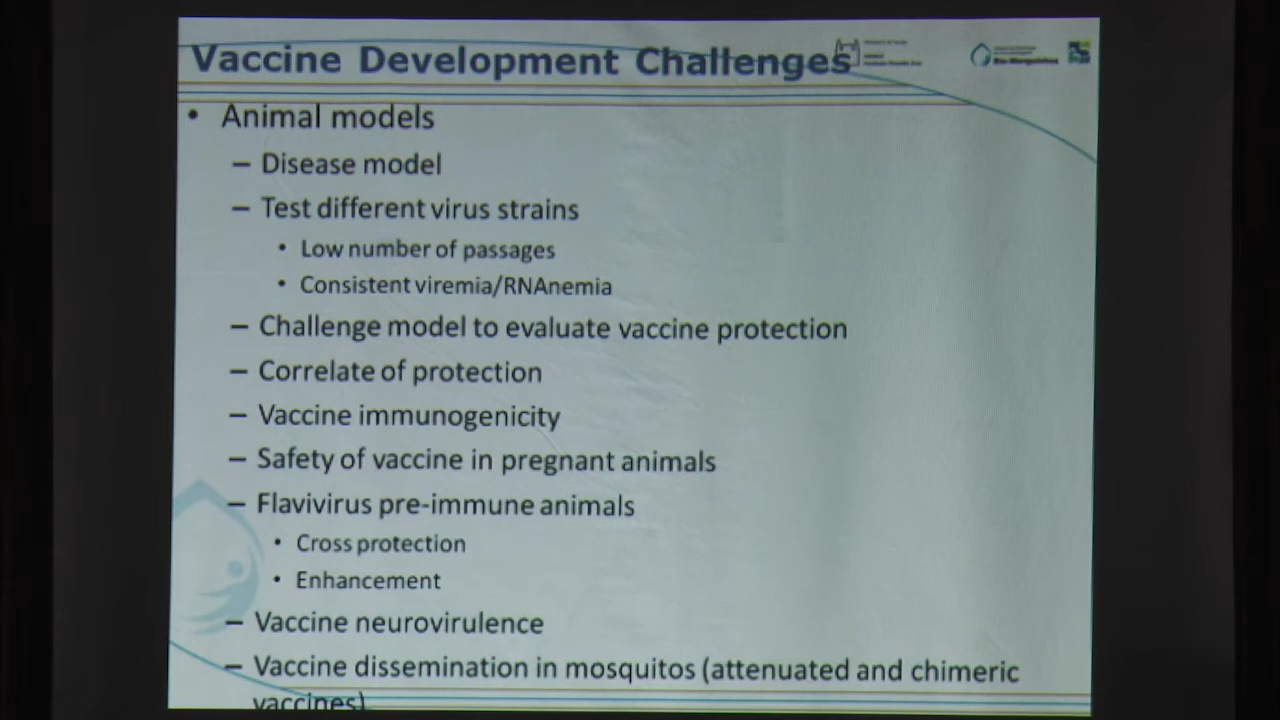 Vaccine Development Challenges
• Animal models
– Disease model
– Test different virus strains
• Low number of passages
• Consistent viremia/RNAnemia
– Challenge model to evaluate vaccine protection
– Correlate of protection
– Vaccine immunogenicity
– Safety of vaccine in pregnant animals
– Flavivirus pre-immune animals
• Cross protection
• Enhancement
– Vaccine neurovirulence
– Vaccine dissemination in mosquitos (attenuated and chimeric
vaccines)